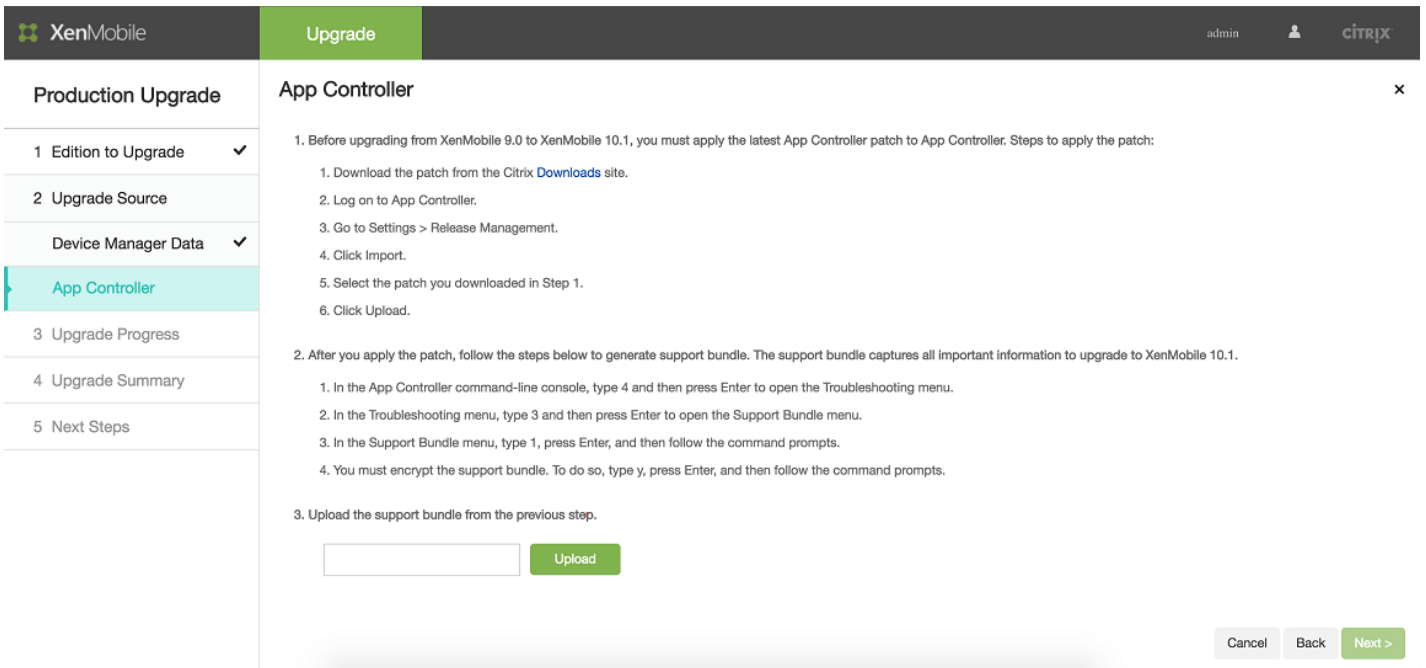 XenMobile
Upgrade
admin
CİTRIX
Production Upgrade
1 Edition to Upgrade
2 Upgrade Source
Device Manager Data
App Controller
3 Upgrade Progress
4 Upgrade Summary
5 Next Steps
App Controller
1. Before upgrading from XenMobile 9.0 to XenMobile 10.1, you must apply the latest App Controller patch to App Controller. Steps to apply the patch:
1. Download the patch from the Citrix Downloads site.
2. Log on to App Controller.
3. Go to Settings > Release Management.
4. Click Import.
5. Select the patch you downloaded in Step 1.
6. Click Upload.
2. After you apply the patch, follow the steps below to generate support bundle. The support bundle captures all important information to upgrade to XenMobile 10.1.
1. In the App Controller command-line console, type 4 and then press Enter to open the Troubleshooting menu.
2. In the Troubleshooting menu, type 3 and then press Enter to open the Support Bundle menu.
3. In the Support Bundle menu, type 1, press Enter, and then follow the command prompts.
4. You must encrypt the support bundle. To do so, type y, press Enter, and then follow the command prompts.
3. Upload the support bundle from the previous step.
Upload
Cancel
Back
Next >